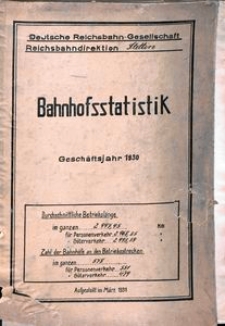 Deutsche Reichsbahn-Gesellschaft
Reichsbahndirektion Stettin
Bahnhofsstatistik
Geschäftsjahr 1930
Durchschnittliche Betriebslänge
im ganzen km
für Personenverkehr
" Güterverkehr
Zahl der Bahnhöfe an den Betriebsstrecken
im ganzen
für Personenverkehr
" Güterverkehr
Aufgestellt im März 1931